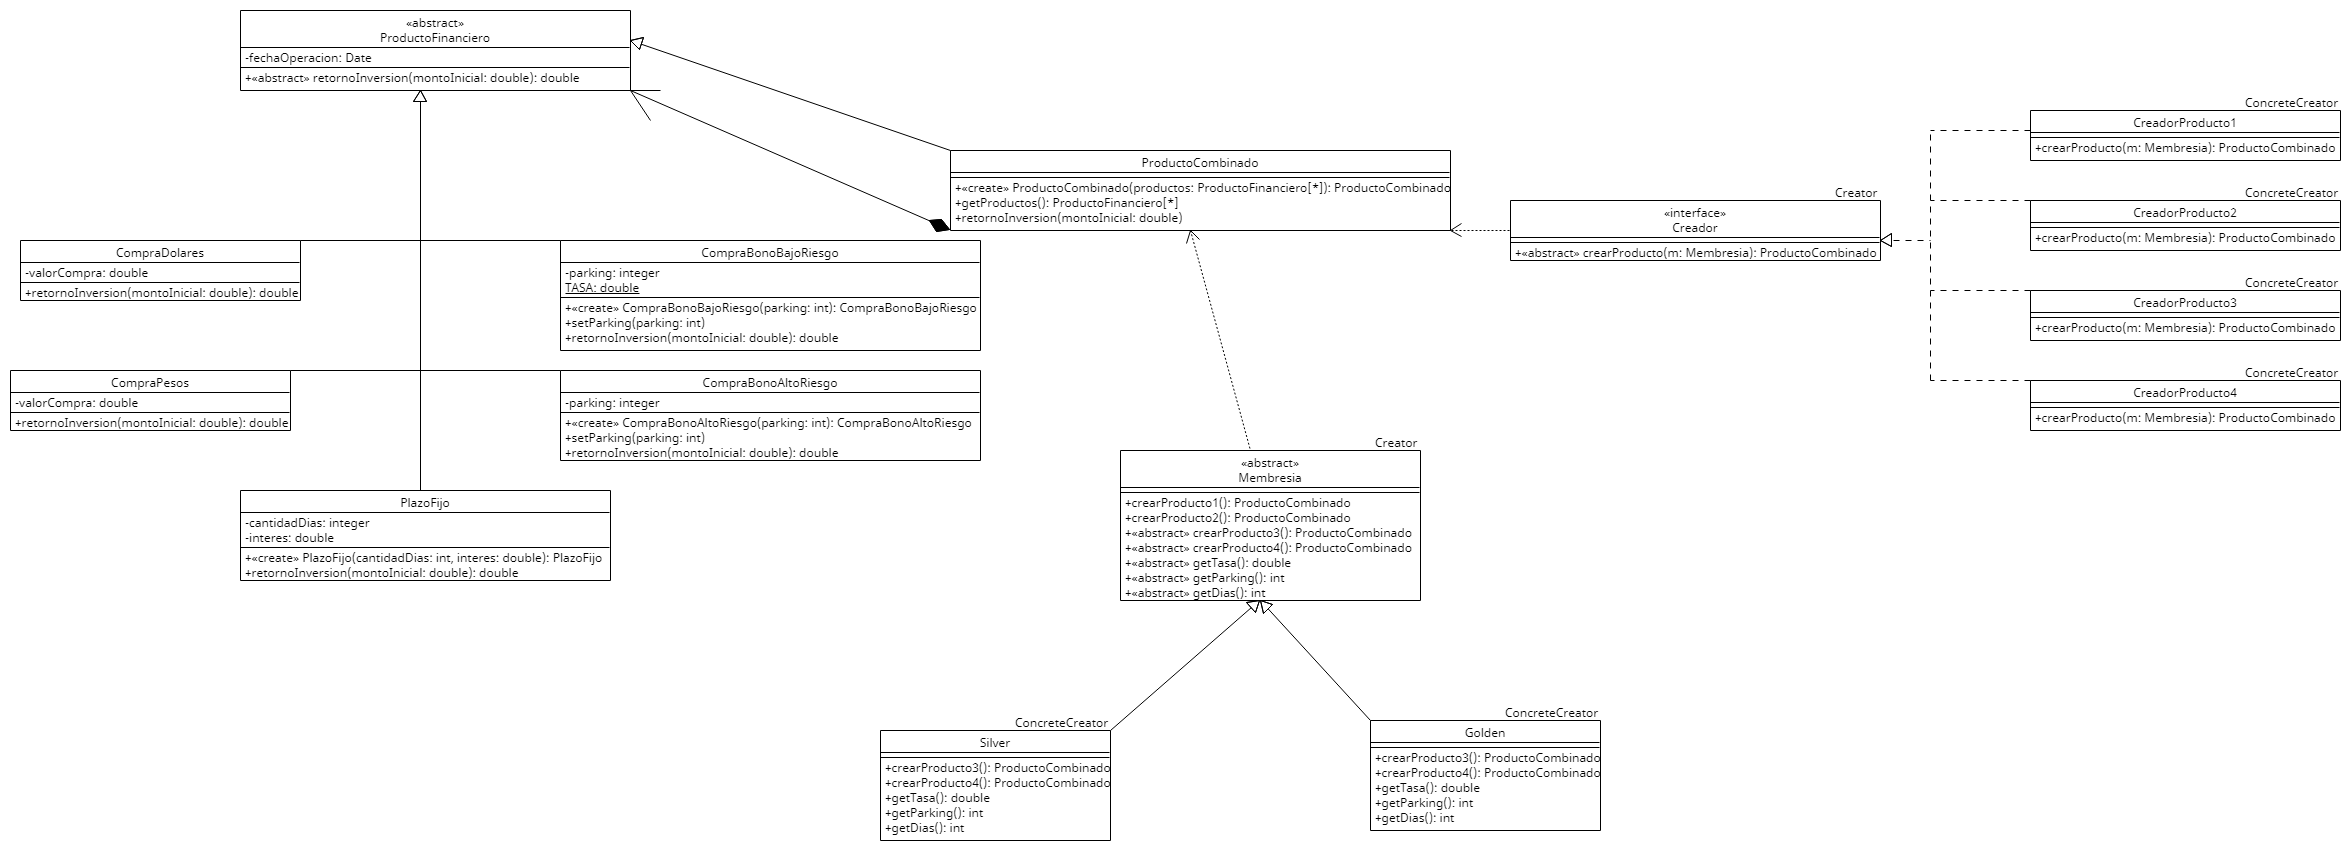 «abstract»
ProductoFinanciero
-fechaOperacion: Date
+«abstract» retornoInversion(montoInicial: double): double
ProductoCombinado
+«create» ProductoCombinado(productos: ProductoFinanciero[*]): ProductoCombinado
+getProductos(): ProductoFinanciero[*]
+retornoInversion(montoInicial: double)
Creator
«interface»
Creador
+«abstract» crearProducto(m: Membresia): ProductoCombinado
ConcreteCreator
CreadorProducto1
+crearProducto(m: Membresia): ProductoCombinado
ConcreteCreator
CreadorProducto2
+crearProducto(m: Membresia): ProductoCombinado
ConcreteCreator
CreadorProducto3
+crearProducto(m: Membresia): ProductoCombinado
ConcreteCreator
CreadorProducto4
+crearProducto(m: Membresia): ProductoCombinado
CompraDolares
-valorCompra: double
+retornoInversion(montoInicial: double): double
CompraBonoBajoRiesgo
-parking: integer
TASA: double
+«create» CompraBonoBajoRiesgo(parking: int): CompraBonoBajoRiesgo
+setParking(parking: int)
+retornoInversion(montoInicial: double): double
CompraPesos
-valorCompra: double
+retornoInversion(montoInicial: double): double
CompraBonoAltoRiesgo
-parking: integer
+«create» CompraBonoAltoRiesgo(parking: int): CompraBonoAltoRiesgo
+setParking(parking: int)
+retornoInversion(montoInicial: double): double
PlazoFijo
-cantidadDias: integer
-interes: double
+«create» PlazoFijo(cantidadDias: int, interes: double): PlazoFijo
+retornoInversion(montoInicial: double): double
Creator
«abstract»
Membresia
+crearProducto1(): ProductoCombinado
+crearProducto2(): ProductoCombinado
+«abstract» crearProducto3(): ProductoCombinado
+«abstract» crearProducto4(): ProductoCombinado
+«abstract» getTasa(): double
+«abstract» getParking(): int
+«abstract» getDias(): int
ConcreteCreator
Silver
+crearProducto3(): ProductoCombinado
+crearProducto4(): ProductoCombinado
+getTasa(): double
+getParking(): int
+getDias(): int
ConcreteCreator
Golden
+crearProducto3(): ProductoCombinado
+crearProducto4(): ProductoCombinado
+getTasa(): double
+getParking(): int
+getDias(): int